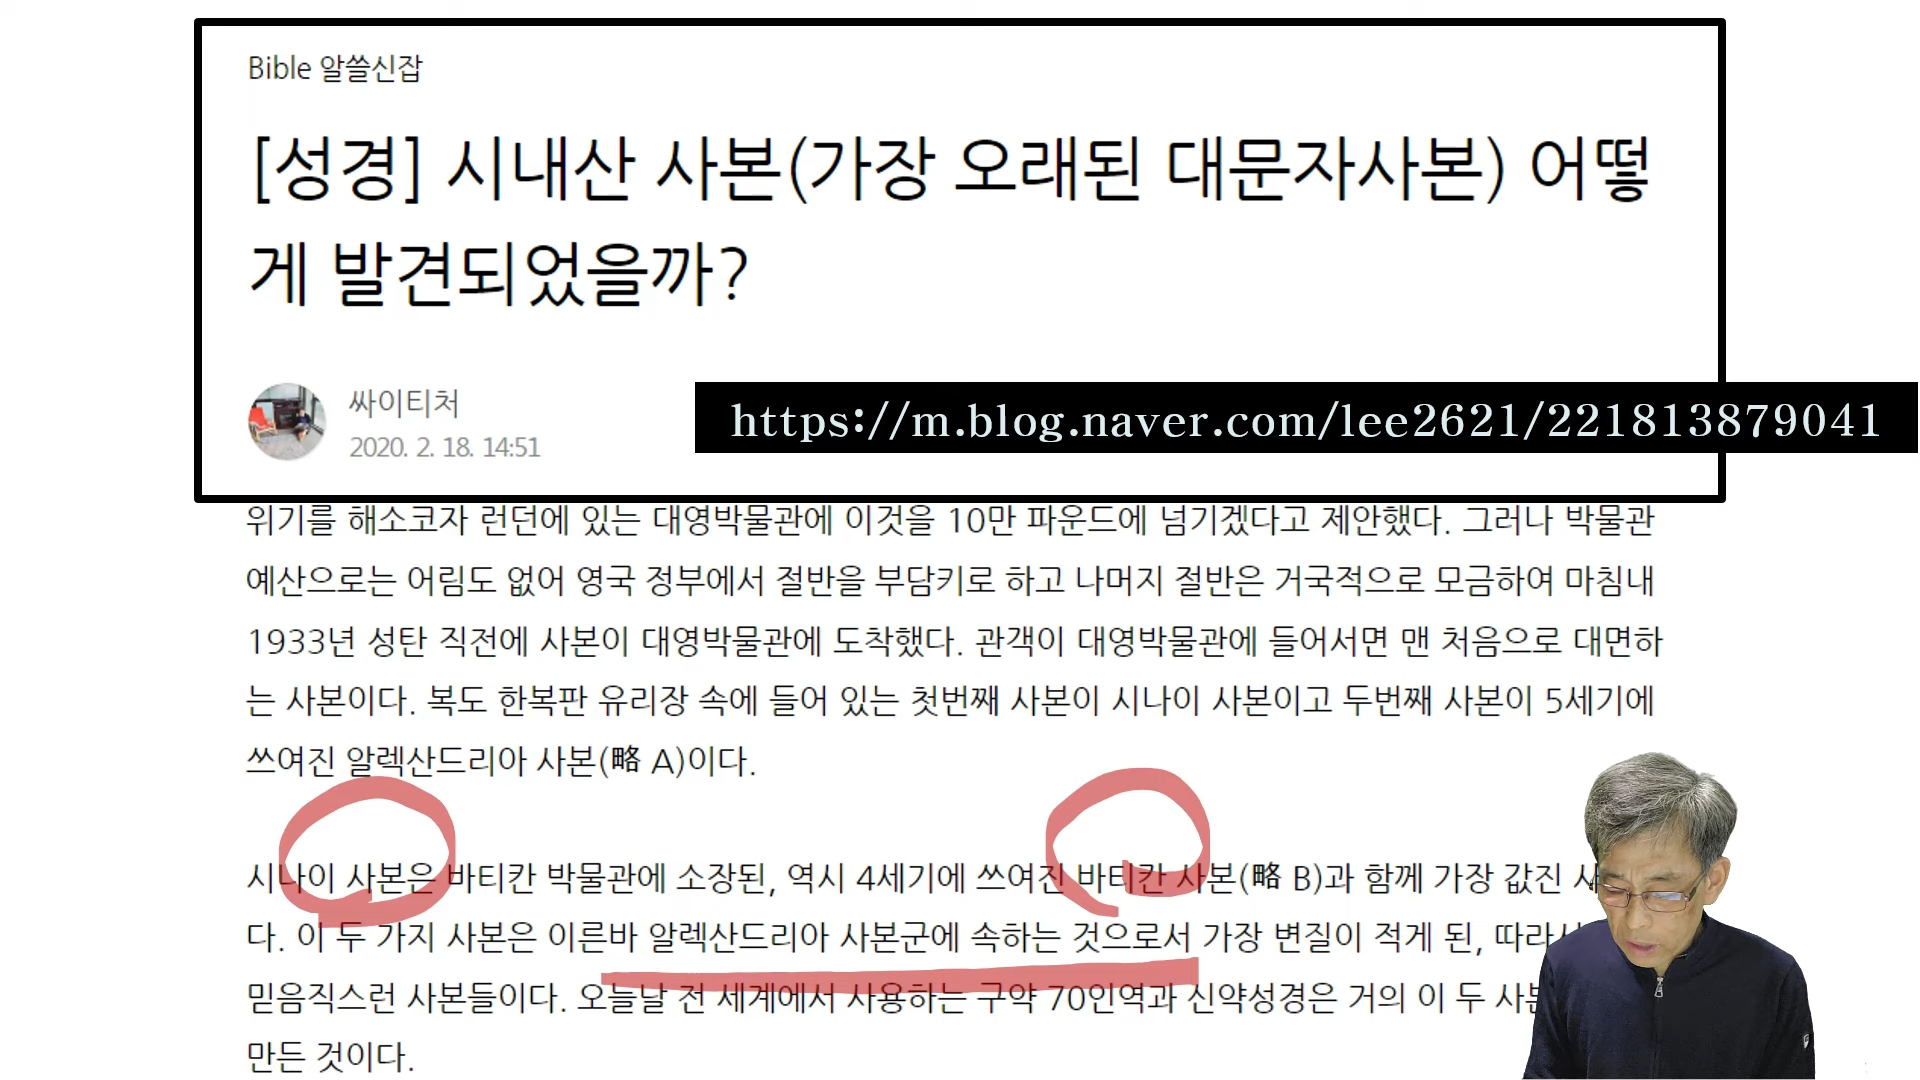 Bible 알쓸신잡
[성경] 시내산 사본(가장 오래된 대문자사본) 어떻
게 발견되었을까?
싸이티처
2020. 2. 18. 14:51
https://m.blog.naver.com/lee2621/221813879041
위기를 해소코자 런던에 있는 대영박물관에 이것을 10만 파운드에 넘기겠다고 제안했다. 그러나 박물관
예산으로는 어림도 없어 영국 정부에서 절반을 부담키로 하고 나머지 절반은 거국적으로 모금하여 마침내
1933년 성탄 직전에 사본이 대영박물관에 도착했다. 관객이 대영박물관에 들어서면 맨 처음으로 대면하
는 사본이다. 복도 한복판 유리장 속에 들어 있는 첫번째 사본이 시나이 사본이고 두번째 사본이 5세기에
쓰여진 알렉산드리아 사본(略 A)이다.
시나이 사본은 바티칸 박물관에 소장된, 역시 4세기에 쓰여진 바티칸 사본(略 B)과 함께 가장 값진
다. 이 두 가지 사본은 이른바 알렉산드리아 사본군에 속하는 것으로서 가장 변질이 적게 된,
믿음직스런 사본들이다. 오늘날 전 세계에서 사용하는 구약 70인역과 신약성경은 거의 이 두
만든 것이다.